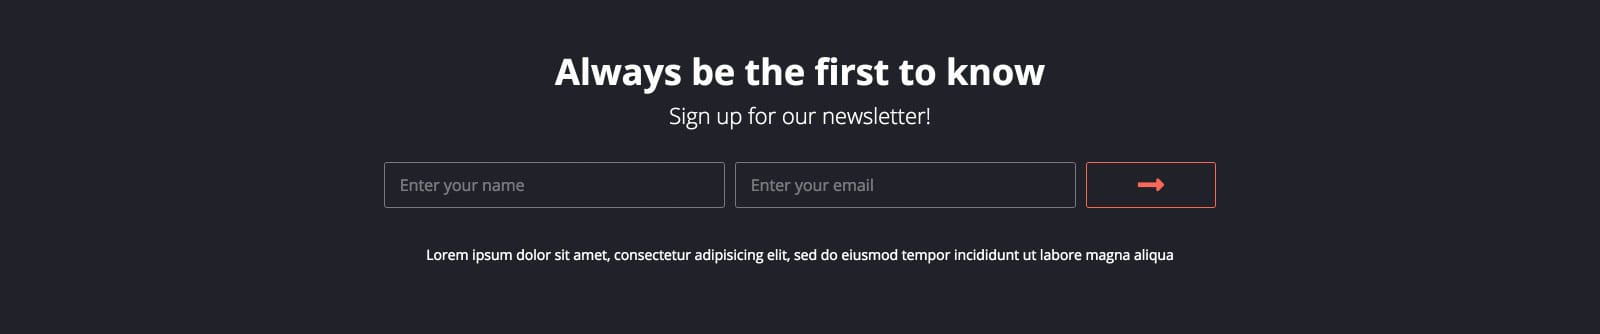 Always be the first to know
Sign up for our newsletter!
Enter your name
Enter your email
Lorem ipsum dolor sit amet, consectetur adipisicing elit, sed do eiusmod tempor incididunt ut labore magna aliqua